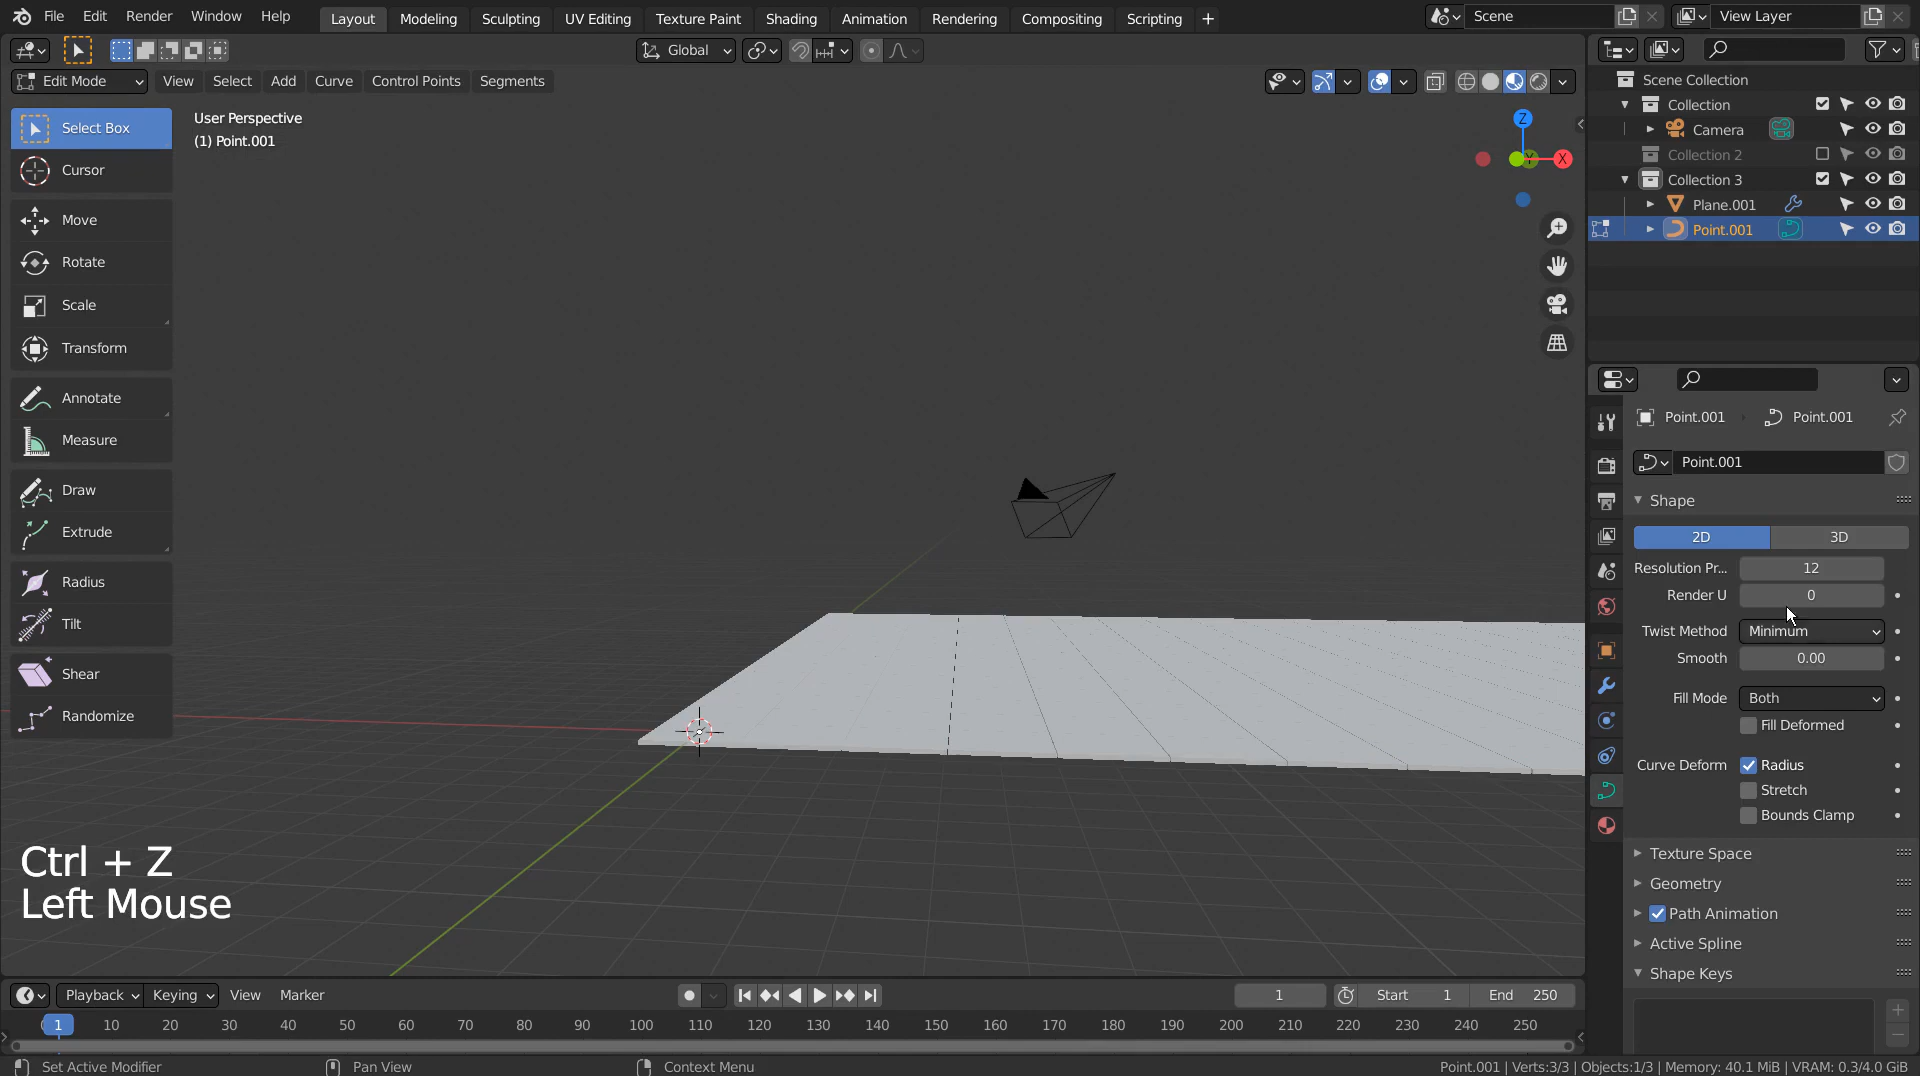 File Edit Render Window Help Layout Modeling Sculpting UV Editing Texture Paint Shading Animation Rendering Compositing Scripting + Scene View Layer
Global
Edit Mode View Select Add Curve Control Points Segments
Select Box
Cursor
Move
Rotate
Scale
Transform
Annotate
Measure
Draw
Extrude
Radius
Tilt
Shear
Randomize
User Perspective
(1) Point.001
Z
Y
X
Ctrl + Z
Left Mouse
Scene Collection
Collection
Camera
Collection 2
Collection 3
Plane.001
Point.001
Point.001 Point.001
Point.001
Shape
2D 3D
Resolution Pr... 12
Render U 0
Twist Method Minimum
Smooth 0.00
Fill Mode Both
Fill Deformed
Curve Deform Radius
Stretch
Bounds Clamp
Texture Space
Geometry
Path Animation
Active Spline
Shape Keys
Playback Keying View Marker 1 Start 1 End 250
1 10 20 30 40 50 60 70 80 90 100 110 120 130 140 150 160 170 180 190 200 210 220 230 240 250
Set Active Modifier Pan View Context Menu Point.001 | Verts:3/3 | Objects:1/3 | Memory: 40.1 MiB | VRAM: 0.3/4.0 GiB